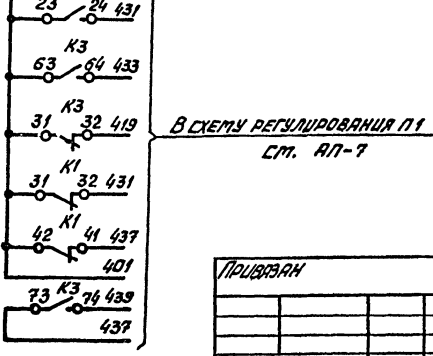 23 24 431
К3
63 64 433
К3
31 32 419
В СХЕМУ РЕГУЛИРОВАНИЯ П1
СМ. АП-7
К1
31 32 431
К1
42 41 437
401
К3
73 74 439
437
ПРИВЯЗАН